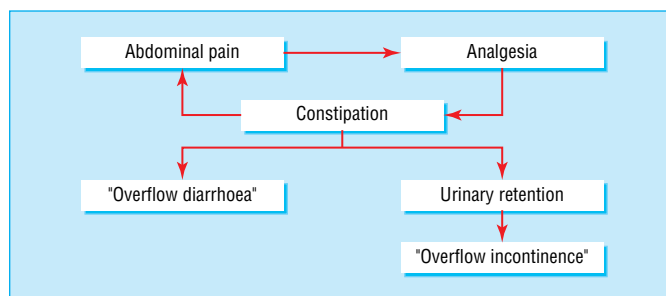 Abdominal pain
Analgesia
Constipation
"Overflow diarrhoea"
Urinary retention
"Overflow incontinence"